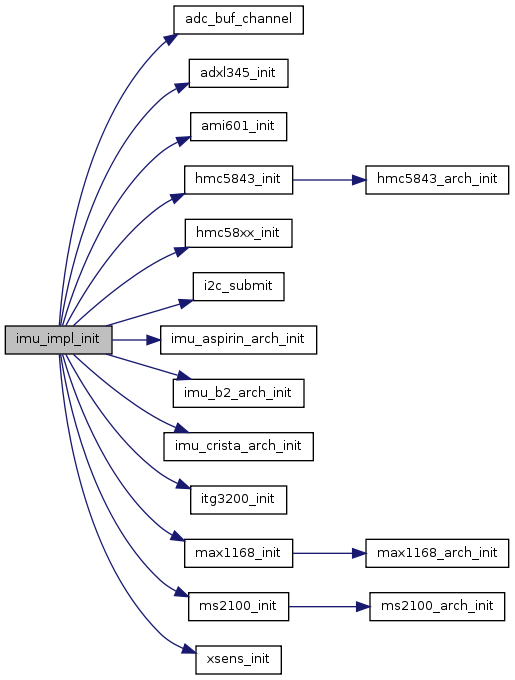 adc_buf_channel
adxl345_init
ami601_init
hmc5843_init
hmc5843_arch_init
hmc58xx_init
i2c_submit
imu_impl_init
imu_aspirin_arch_init
imu_b2_arch_init
imu_crista_arch_init
itg3200_init
max1168_init
max1168_arch_init
ms2100_init
ms2100_arch_init
xsens_init